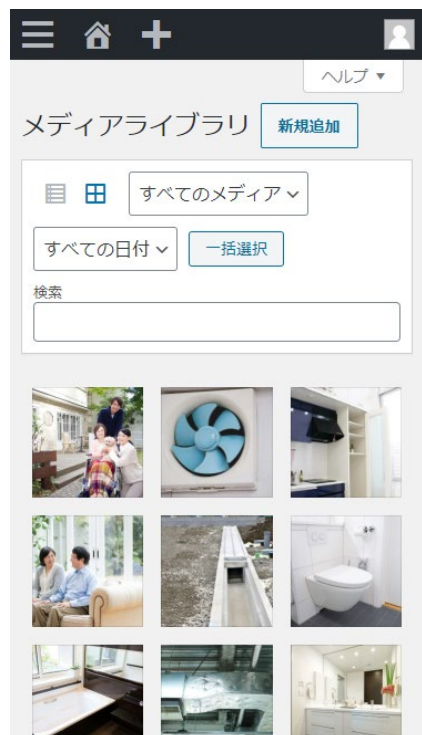 ヘルプ ▼
メディアライブラリ 新規追加
すべてのメディア
すべての日付 一括選択
検索